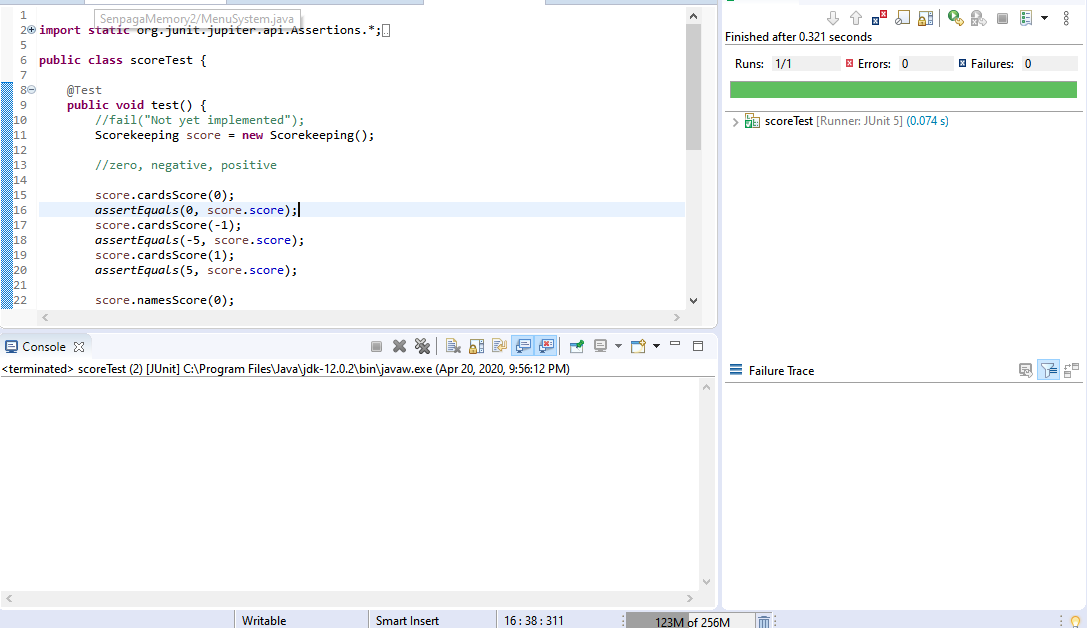 SenpagaMemory2/MenuSystem.java
1
2 import static org.junit.jupiter.api.Assertions.*;
5
6 public class scoreTest {
7
8 @Test
9 public void test() {
10 //fail("Not yet implemented");
11 Scorekeeping score = new Scorekeeping();
12
13 //zero, negative, positive
14
15 score.cardsScore(0);
16 assertEquals(0, score.score);
17 score.cardsScore(-1);
18 assertEquals(-5, score.score);
19 score.cardsScore(1);
20 assertEquals(5, score.score);
21
22 score.namesScore(0);
Finished after 0.321 seconds
Runs: 1/1 Errors: 0 Failures: 0
scoreTest [Runner: JUnit 5] (0.074 s)
Console
<terminated> scoreTest (2) [JUnit] C:\Program Files\Java\jdk-12.0.2\bin\javaw.exe (Apr 20, 2020, 9:56:12 PM)
Failure Trace
Writable Smart Insert 16 : 38 : 311 123M of 256M